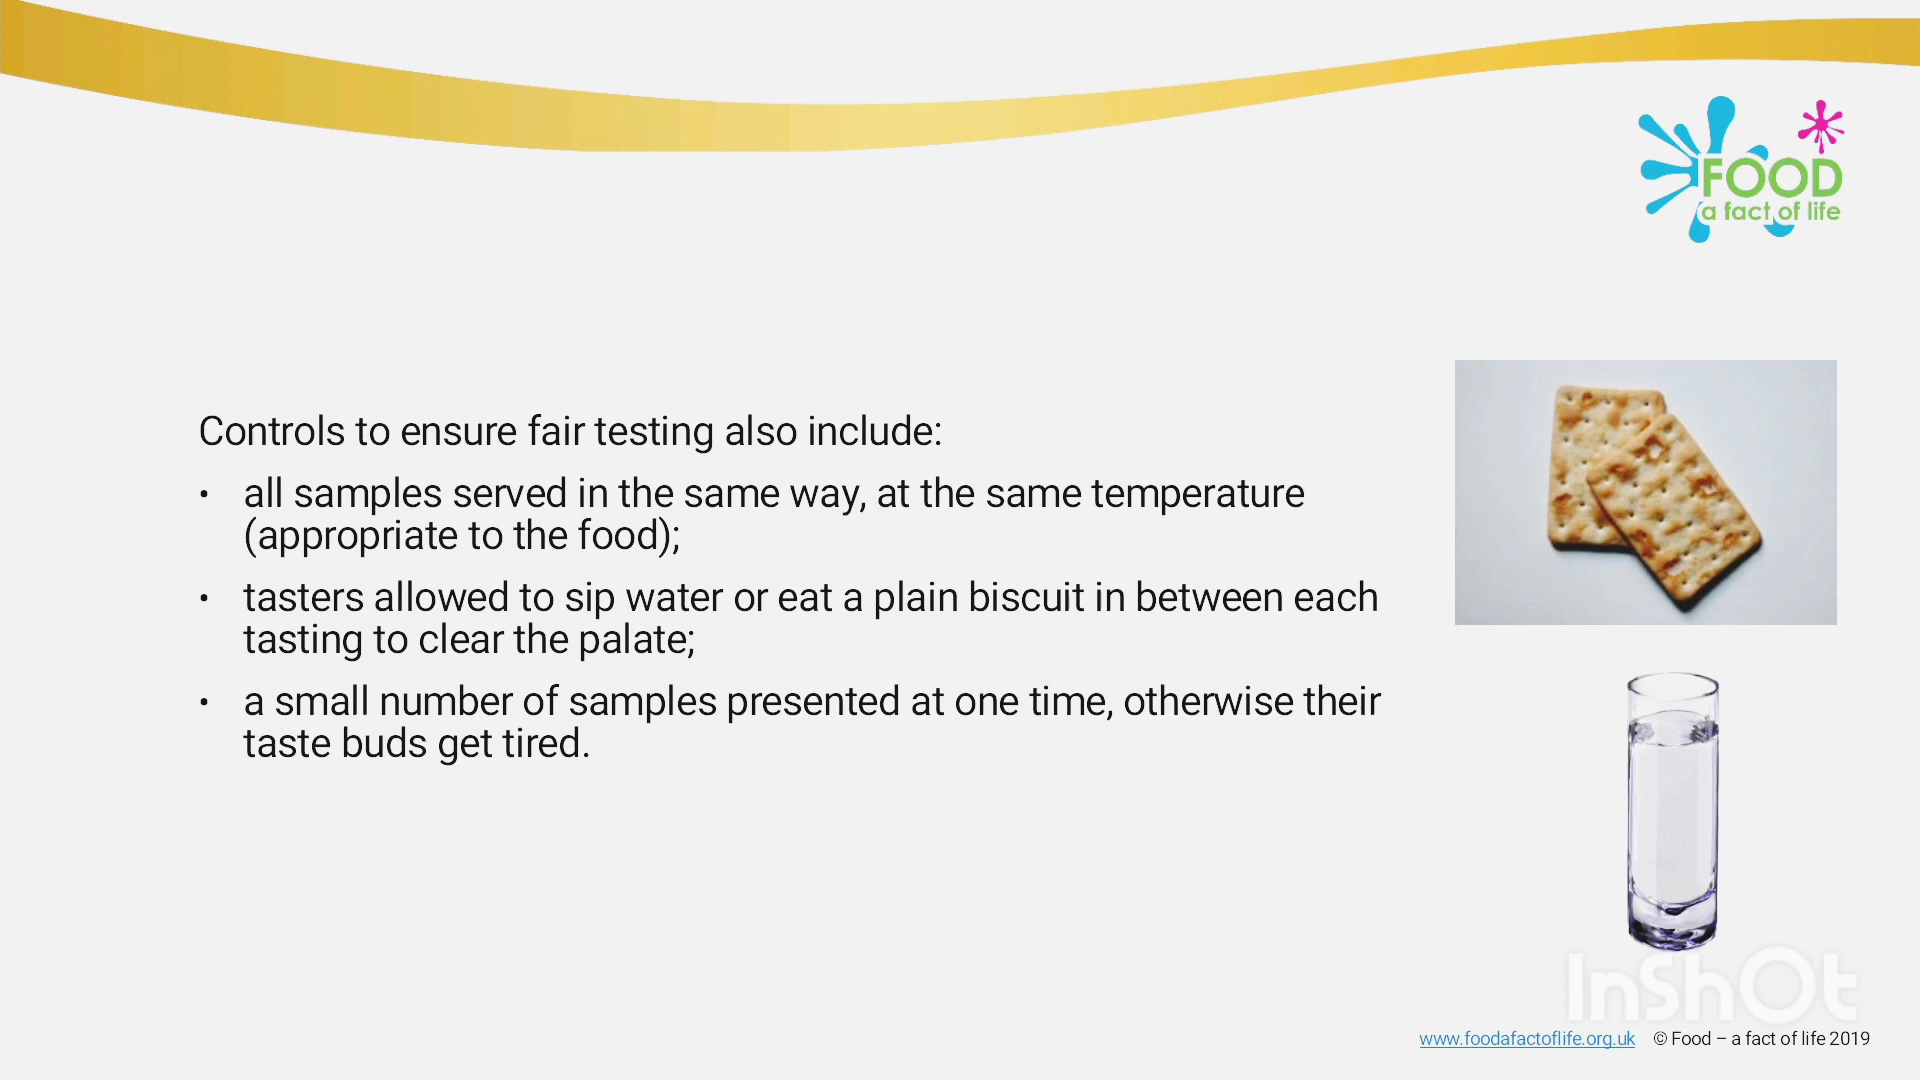 FOOD
a fact of life
Controls to ensure fair testing also include:
• all samples served in the same way, at the same temperature
(appropriate to the food);
• tasters allowed to sip water or eat a plain biscuit in between each
tasting to clear the palate;
• a small number of samples presented at one time, otherwise their
taste buds get tired.
InShOt
www.foodafactoflife.org.uk © Food – a fact of life 2019